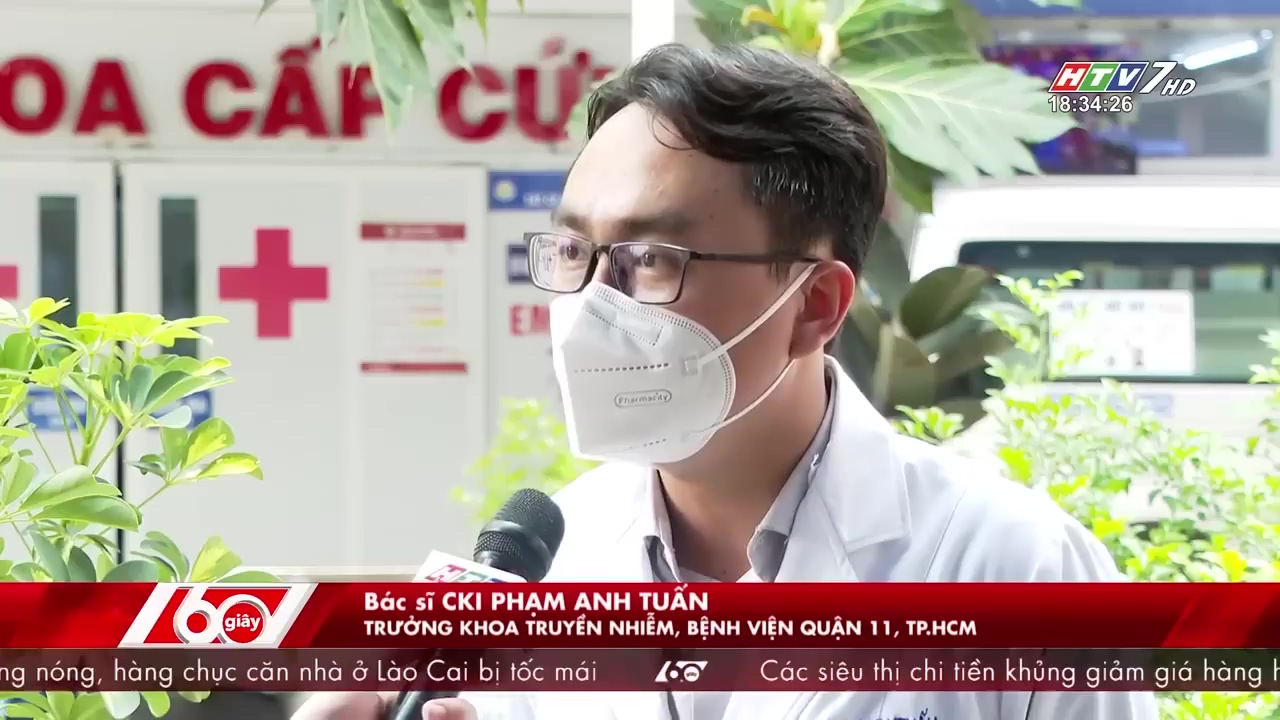 OA CẤP CỨU
HTV7 HD
18:34:26
Pharmacity
60 giây
Bác sĩ CKI PHẠM ANH TUẤN
TRƯỞNG KHOA TRUYỀN NHIỄM, BỆNH VIỆN QUẬN 11, TP.HCM
ng nóng, hàng chục căn nhà ở Lào Cai bị tốc mái 60 Các siêu thị chi tiền khủng giảm giá hàng h